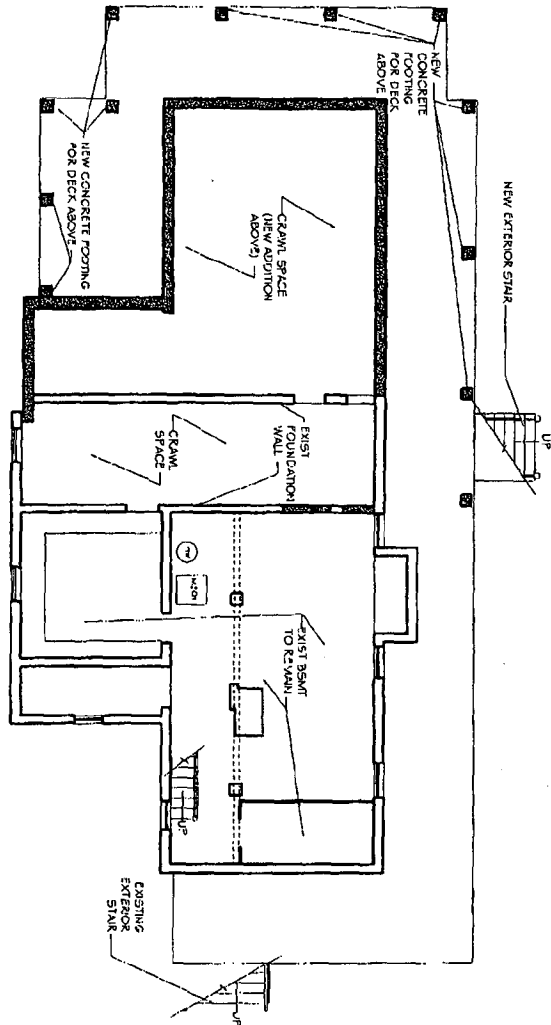 NEW
CONCRETE
FOOTING
FOR DECK
ABOVE
NEW CONCRETE FOOTING
FOR DECK ABOVE
NEW EXTERIOR STAIR
UP
CRAWL SPACE
(NEW ADDITION
ABOVE)
EXIST
FOUNDATION
WALL
CRAWL
SPACE
EXIST BSMT
TO REMAIN
UP
EXISTING
EXTERIOR
STAIR
UP